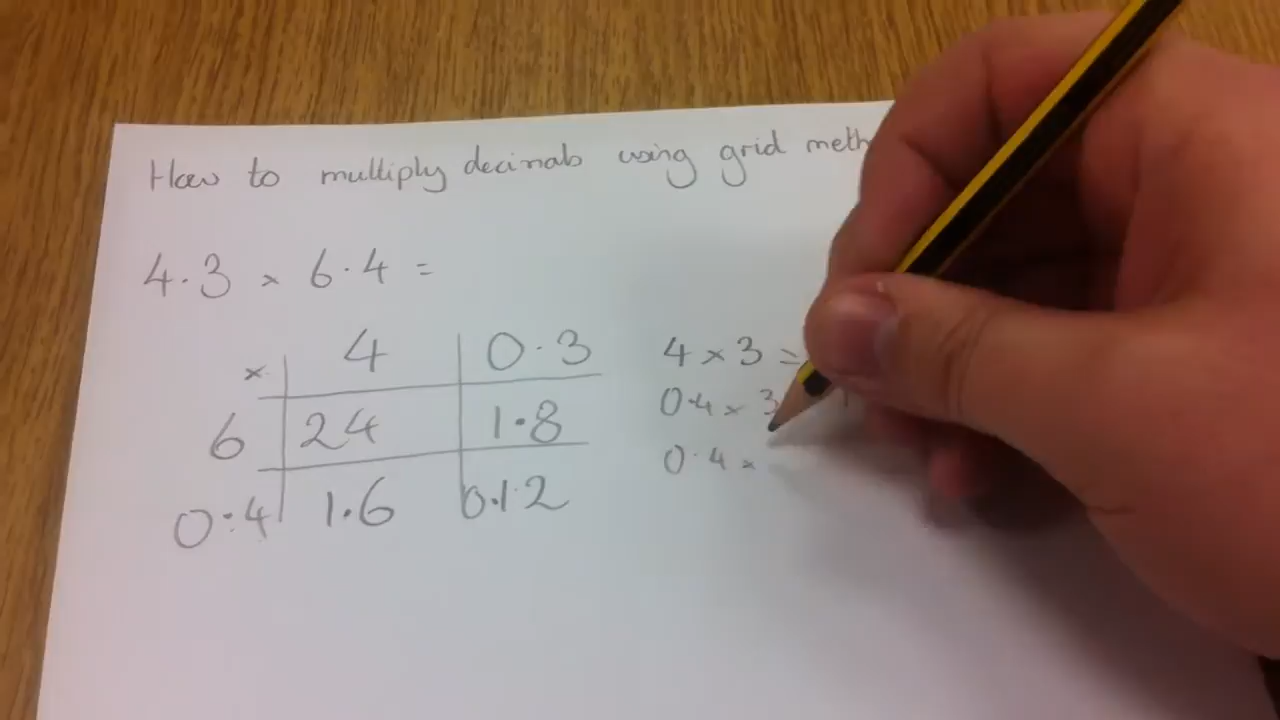 How to multiply decimals using grid meth
4.3 × 6.4 =
× 4 0.3
6 24 1.8
0.4 1.6 0.12
4 × 3 =
0.4 × 3
0.4 ×